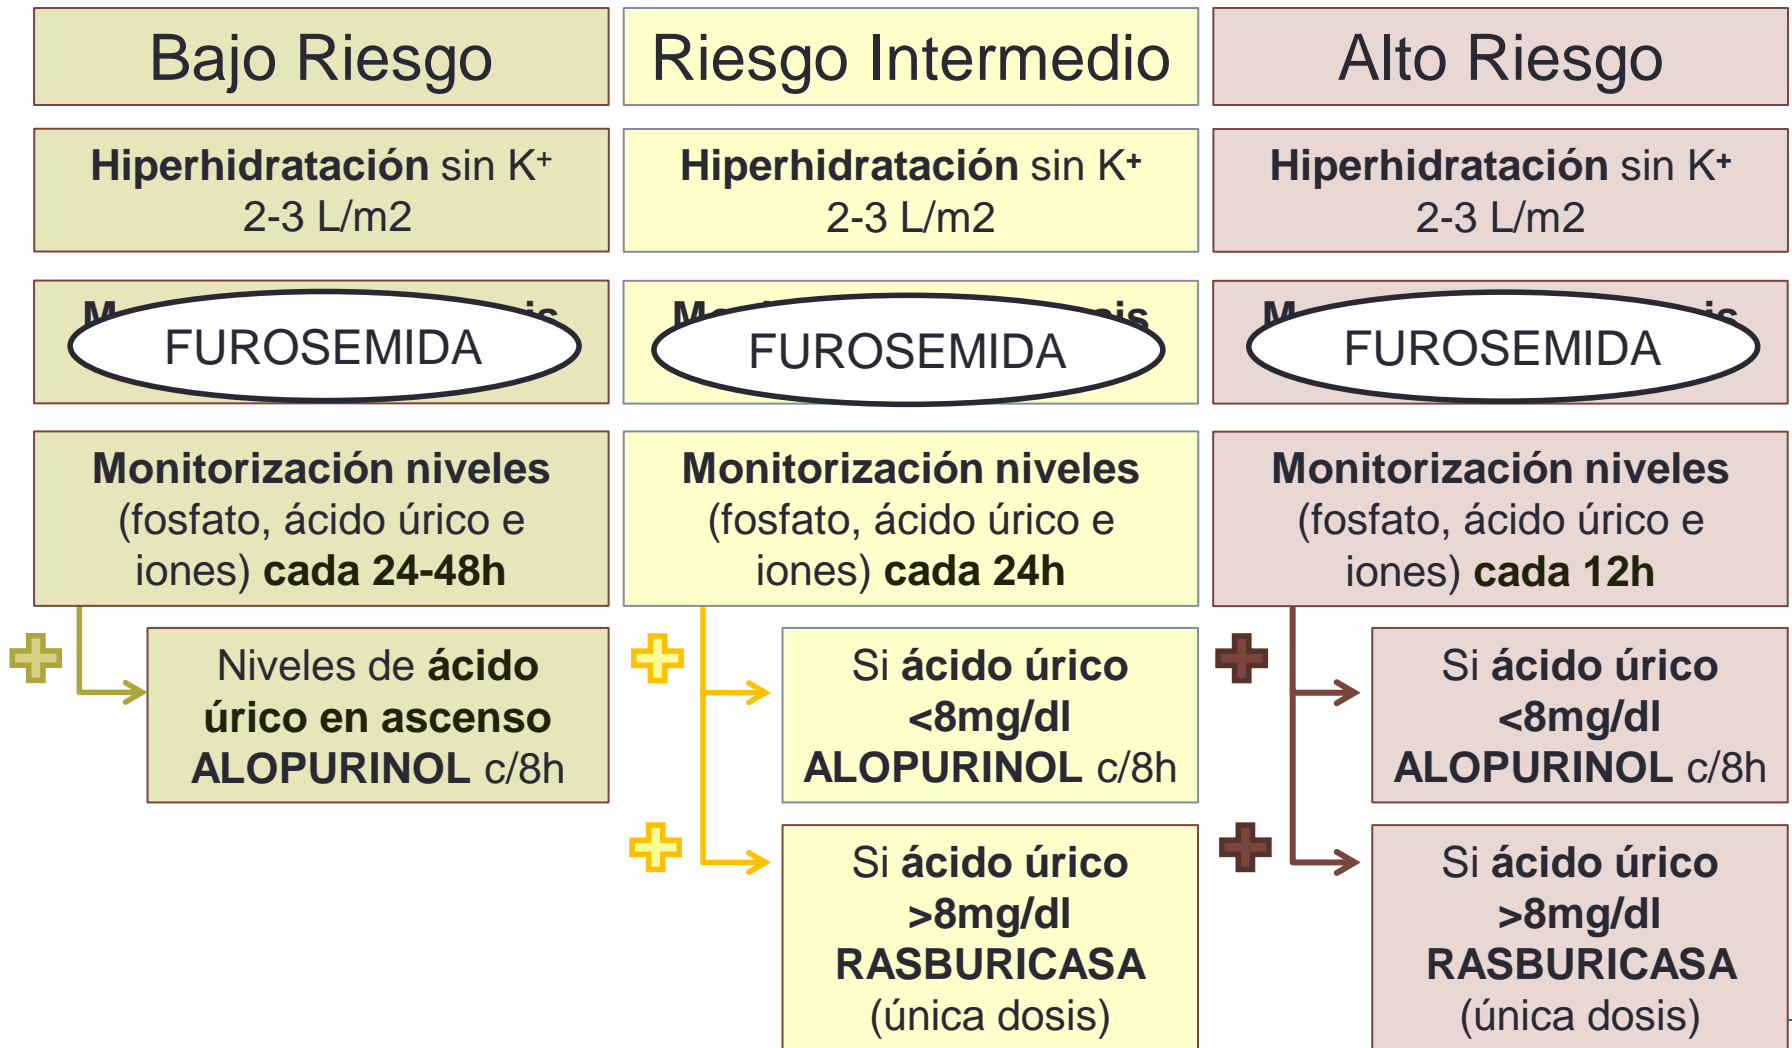 Bajo Riesgo
Hiperhidratación sin K+
2-3 L/m2
FUROSEMIDA
Monitorización niveles
(fosfato, ácido úrico e
iones) cada 24-48h
Niveles de ácido
úrico en ascenso
ALOPURINOL c/8h
Riesgo Intermedio
Hiperhidratación sin K+
2-3 L/m2
FUROSEMIDA
Monitorización niveles
(fosfato, ácido úrico e
iones) cada 24h
Si ácido úrico
<8mg/dl
ALOPURINOL c/8h
Si ácido úrico
>8mg/dl
RASBURICASA
(única dosis)
Alto Riesgo
Hiperhidratación sin K+
2-3 L/m2
FUROSEMIDA
Monitorización niveles
(fosfato, ácido úrico e
iones) cada 12h
Si ácido úrico
<8mg/dl
ALOPURINOL c/8h
Si ácido úrico
>8mg/dl
RASBURICASA
(única dosis)